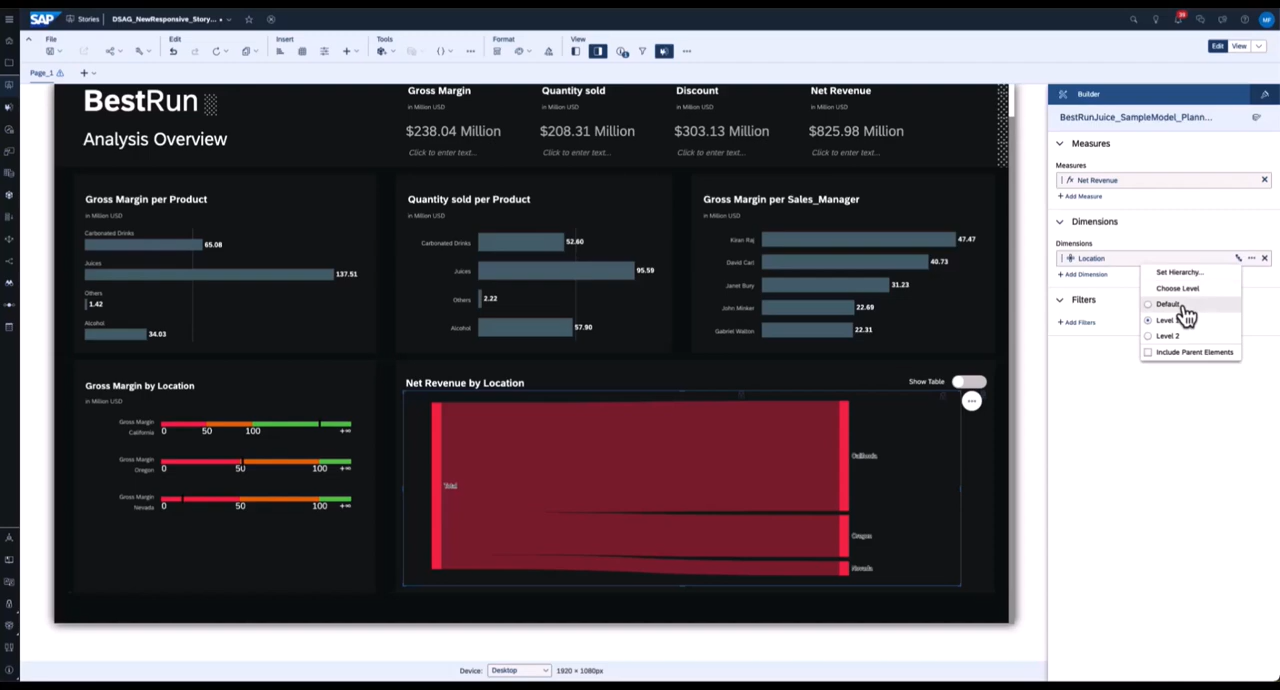 SAP Stories DSAG_NewResponsive_Story... •
39
MF
File Edit Insert Tools Format View
Edit View
Page_1
BestRun
Analysis Overview
Gross Margin
in Million USD
$238.04 Million
Click to enter text...
Quantity sold
in Million USD
$208.31 Million
Click to enter text...
Discount
in Million USD
$303.13 Million
Click to enter text...
Net Revenue
in Million USD
$825.98 Million
Click to enter text...
Gross Margin per Product
in Million USD
Carbonated Drinks
65.08
Juices
137.51
Others
1.42
Alcohol
34.03
Quantity sold per Product
in Million USD
Carbonated Drinks 52.60
Juices 95.59
Others 2.22
Alcohol 57.90
Gross Margin per Sales_Manager
in Million USD
Kiran Raj 47.47
David Carl 40.73
Janet Bury 31.23
John Minker 22.69
Gabriel Walton 22.31
Gross Margin by Location
in Million USD
Gross Margin
California
0 50 100 +∞
Gross Margin
Oregon
0 50 100 +∞
Gross Margin
Nevada
0 50 100 +∞
Net Revenue by Location
Show Table
Total
California
Oregon
Nevada
Builder
BestRunJuice_SampleModel_Plann...
Measures
Measures
fx Net Revenue
+ Add Measure
Dimensions
Dimensions
Location
+ Add Dimension
Filters
+ Add Filters
Set Hierarchy...
Choose Level
Default
Level
Level 2
Include Parent Elements
Device: Desktop 1920 × 1080px